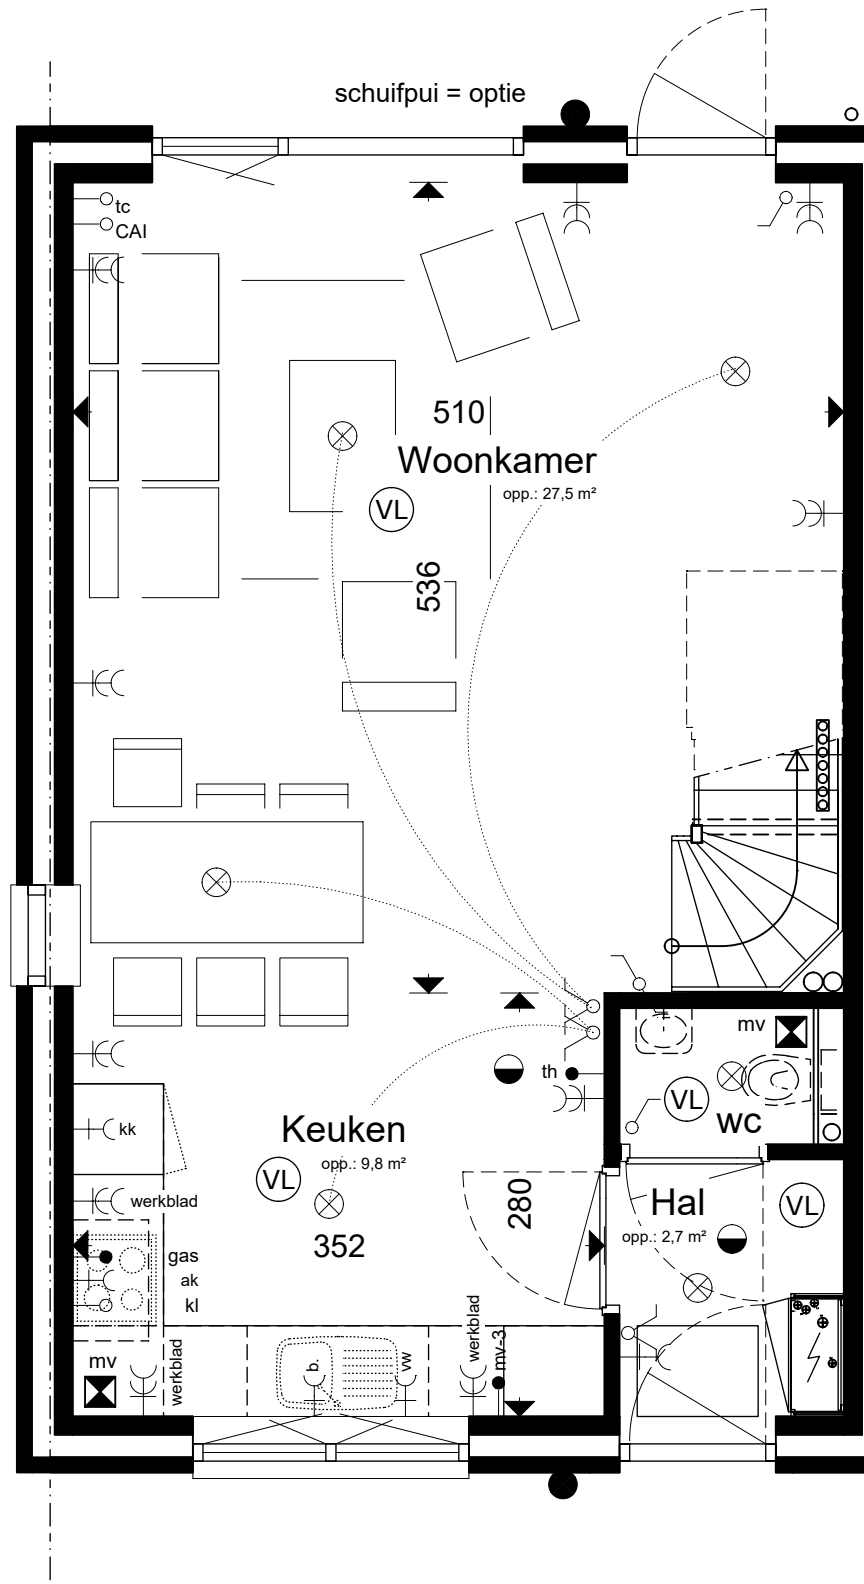 schuifpui = optie
tc
CAI
510
Woonkamer
opp.: 27,5 m²
VL
536
mv
th
VL
wc
kk
Keuken
opp.: 9,8 m²
VL
werkblad
280
Hal
opp.: 2,7 m²
VL
352
gas
ak
kl
mv
werkblad
b.
vw
werkblad
mv-3